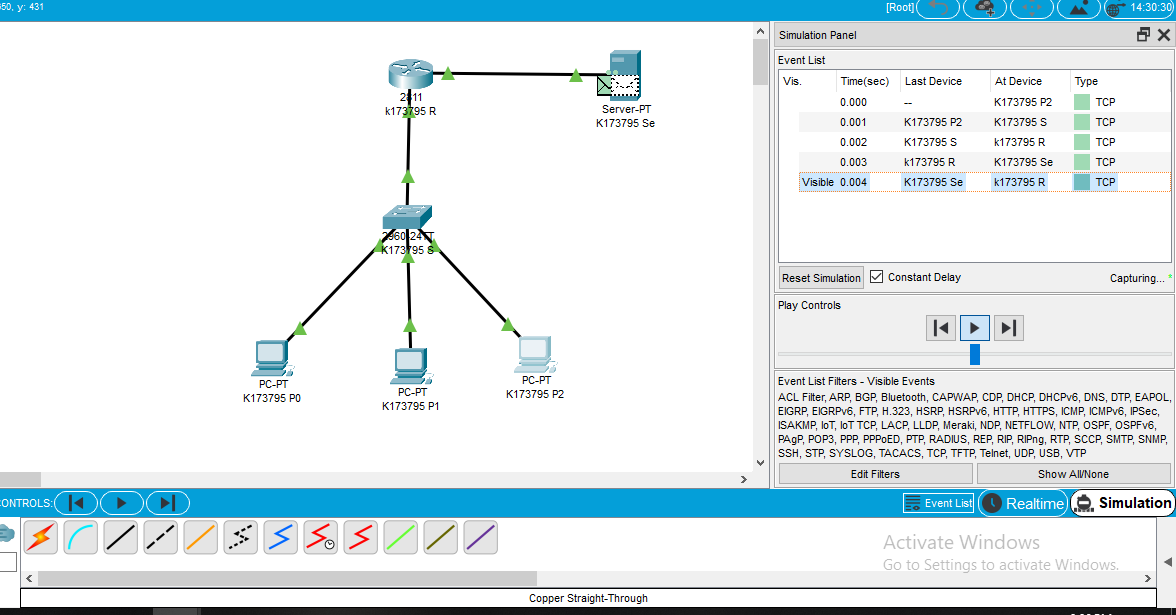 50, y: 431
[Root]
14:30:30
2811
k173795 R
Server-PT
K173795 Se
2960-24TT
K173795 S
PC-PT
K173795 P0
PC-PT
K173795 P1
PC-PT
K173795 P2
Simulation Panel
Event List
Vis. Time(sec) Last Device At Device Type
0.000 -- K173795 P2 TCP
0.001 K173795 P2 K173795 S TCP
0.002 K173795 S k173795 R TCP
0.003 k173795 R K173795 Se TCP
Visible 0.004 K173795 Se k173795 R TCP
Reset Simulation Constant Delay Capturing... *
Play Controls
Event List Filters - Visible Events
ACL Filter, ARP, BGP, Bluetooth, CAPWAP, CDP, DHCP, DHCPv6, DNS, DTP, EAPOL,
EIGRP, EIGRPv6, FTP, H.323, HSRP, HSRPv6, HTTP, HTTPS, ICMP, ICMPv6, IPSec,
ISAKMP, IoT, IoT TCP, LACP, LLDP, Meraki, NDP, NETFLOW, NTP, OSPF, OSPFv6,
PAgP, POP3, PPP, PPPoED, PTP, RADIUS, REP, RIP, RIPng, RTP, SCCP, SMTP, SNMP,
SSH, STP, SYSLOG, TACACS, TCP, TFTP, Telnet, UDP, USB, VTP
Edit Filters Show All/None
ONTROLS:
Event List Realtime Simulation
Activate Windows
Go to Settings to activate Windows.
Copper Straight-Through